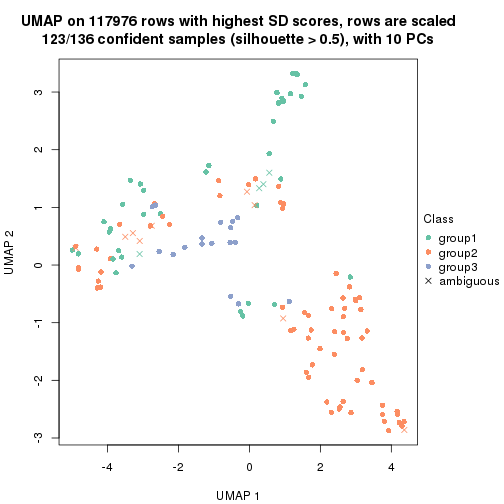 UMAP on 117976 rows with highest SD scores, rows are scaled
123/136 confident samples (silhouette > 0.5), with 10 PCs
3
2
1
0
-1
-2
-3
UMAP 2
-4
-2
0
2
4
UMAP 1
Class
group1
group2
group3
ambiguous